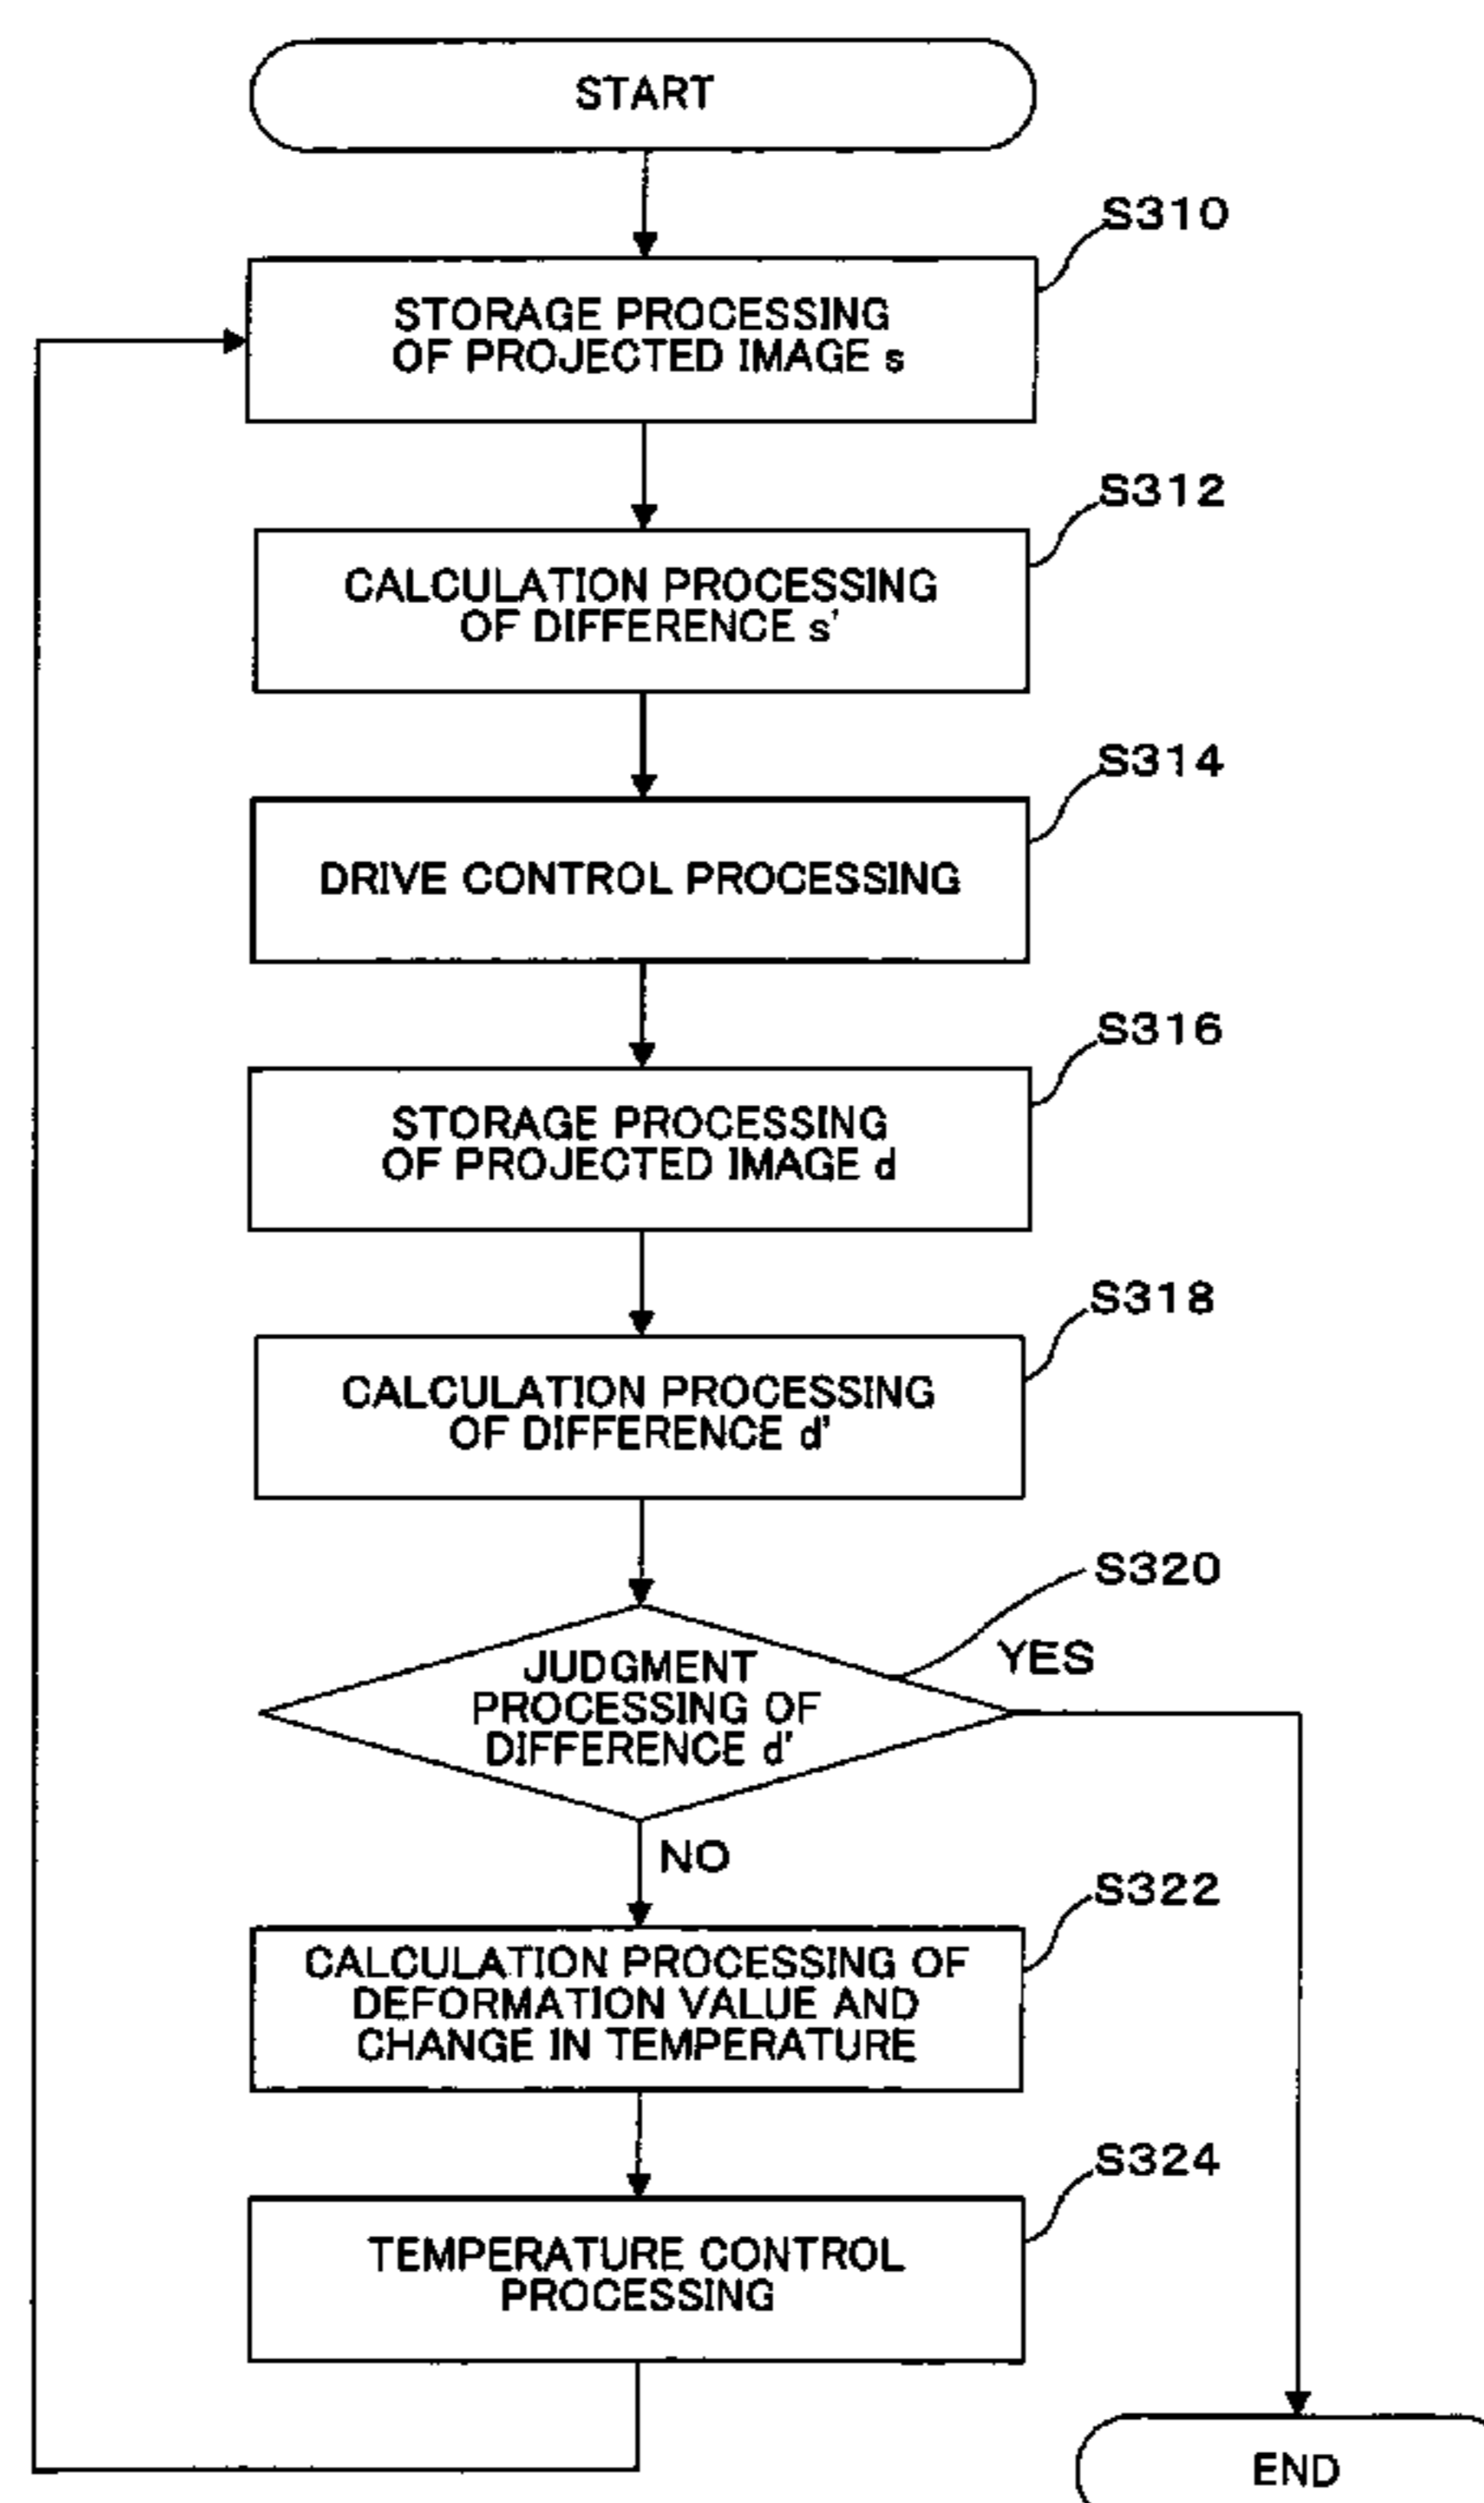 START
S310
STORAGE PROCESSING
OF PROJECTED IMAGE s
S312
CALCULATION PROCESSING
OF DIFFERENCE s'
S314
DRIVE CONTROL PROCESSING
S316
STORAGE PROCESSING
OF PROJECTED IMAGE d
S318
CALCULATION PROCESSING
OF DIFFERENCE d'
S320
YES
JUDGMENT
PROCESSING OF
DIFFERENCE d'
NO
S322
CALCULATION PROCESSING OF
DEFORMATION VALUE AND
CHANGE IN TEMPERATURE
S324
TEMPERATURE CONTROL
PROCESSING
END